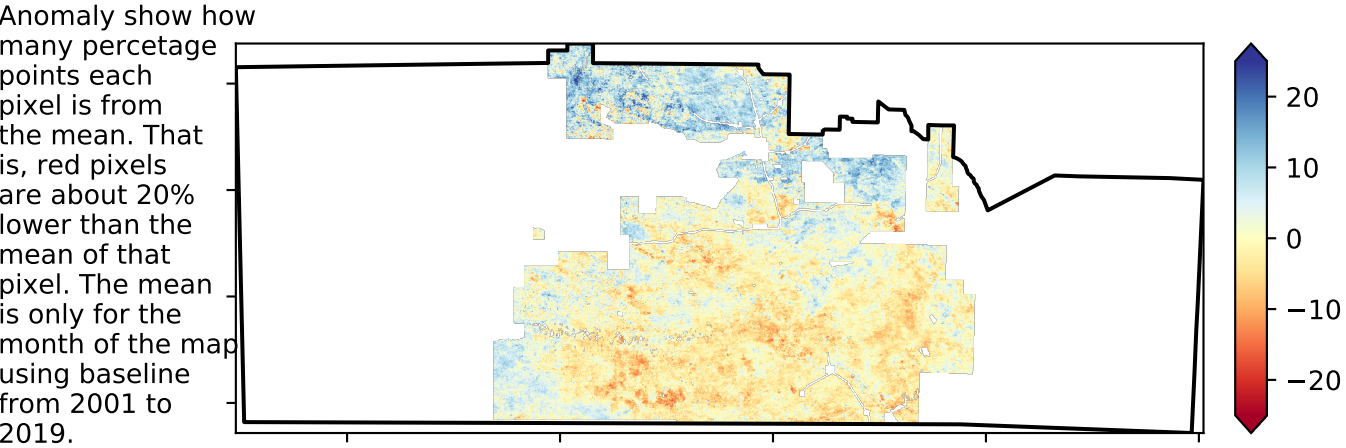 Anomaly show how
many percetage
points each
pixel is from
the mean. That
is, red pixels
are about 20%
lower than the
mean of that
pixel. The mean
is only for the
month of the map
using baseline
from 2001 to
2019.
20
10
0
−10
−20